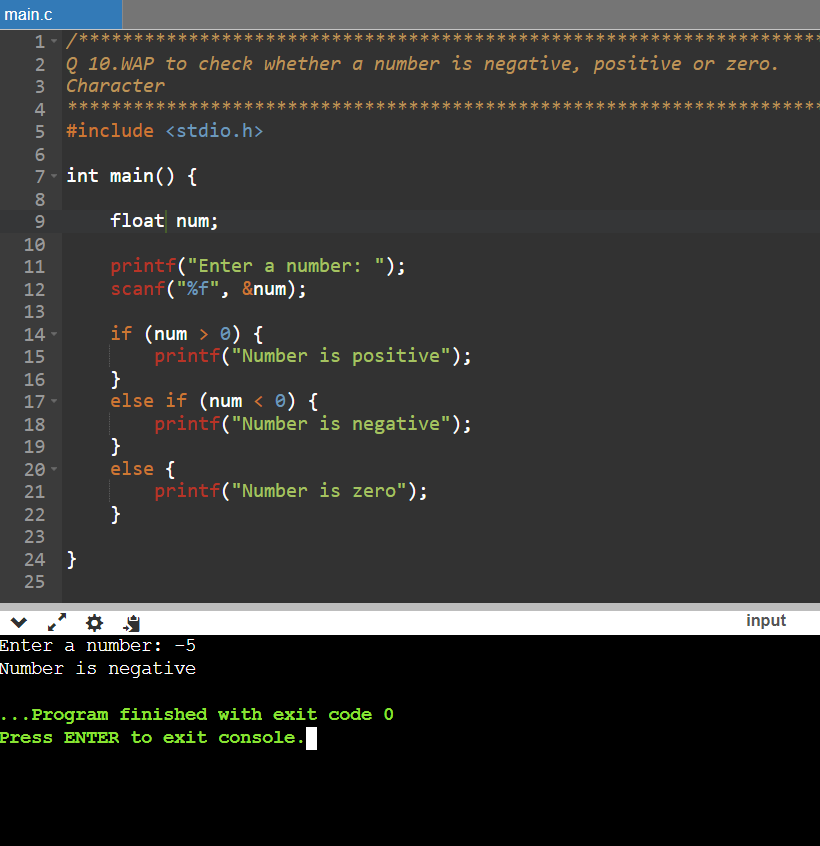 main.c
1 /********************************************************************
2 Q 10.WAP to check whether a number is negative, positive or zero.
3 Character
4 ********************************************************************
5 #include <stdio.h>
6
7 int main() {
8
9     float num;
10
11     printf("Enter a number: ");
12     scanf("%f", &num);
13
14     if (num > 0) {
15         printf("Number is positive");
16     }
17     else if (num < 0) {
18         printf("Number is negative");
19     }
20     else {
21         printf("Number is zero");
22     }
23
24 }
25
input
Enter a number: -5
Number is negative
...Program finished with exit code 0
Press ENTER to exit console.